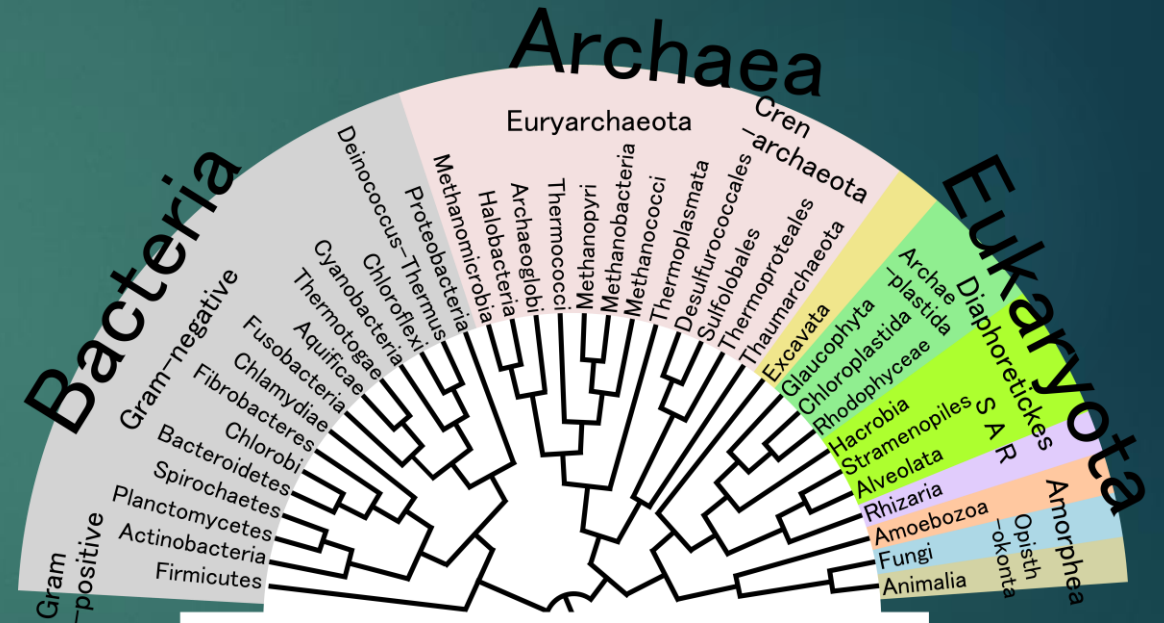 Archaea
Bacteria
Eukaryota
Euryarchaeota
Cren
-archaeota
Gram
-positive
Gram-negative
Firmicutes
Actinobacteria
Planctomycetes
Spirochaetes
Bacteroidetes
Chlorobi
Fibrobacteres
Chlamydiae
Fusobacteria
Aquificae
Thermotogae
Cyanobacteria
Chloroflexi
Deinococcus-Thermus
Proteobacteria
Methanomicrobia
Halobacteria
Archaeoglobi
Thermococci
Methanopyri
Methanobacteria
Methanococci
Thermoplasmata
Desulfurococcales
Sulfolobales
Thermoproteales
Thaumarchaeota
Excavata
Archae
-plastida
Diaphoretickes
Glaucophyta
Chloroplastida
Rhodophyceae
Hacrobia
Stramenopiles
Alveolata
S A R
Rhizaria
Amoebozoa
Amorphea
Opisth
-okonta
Fungi
Animalia